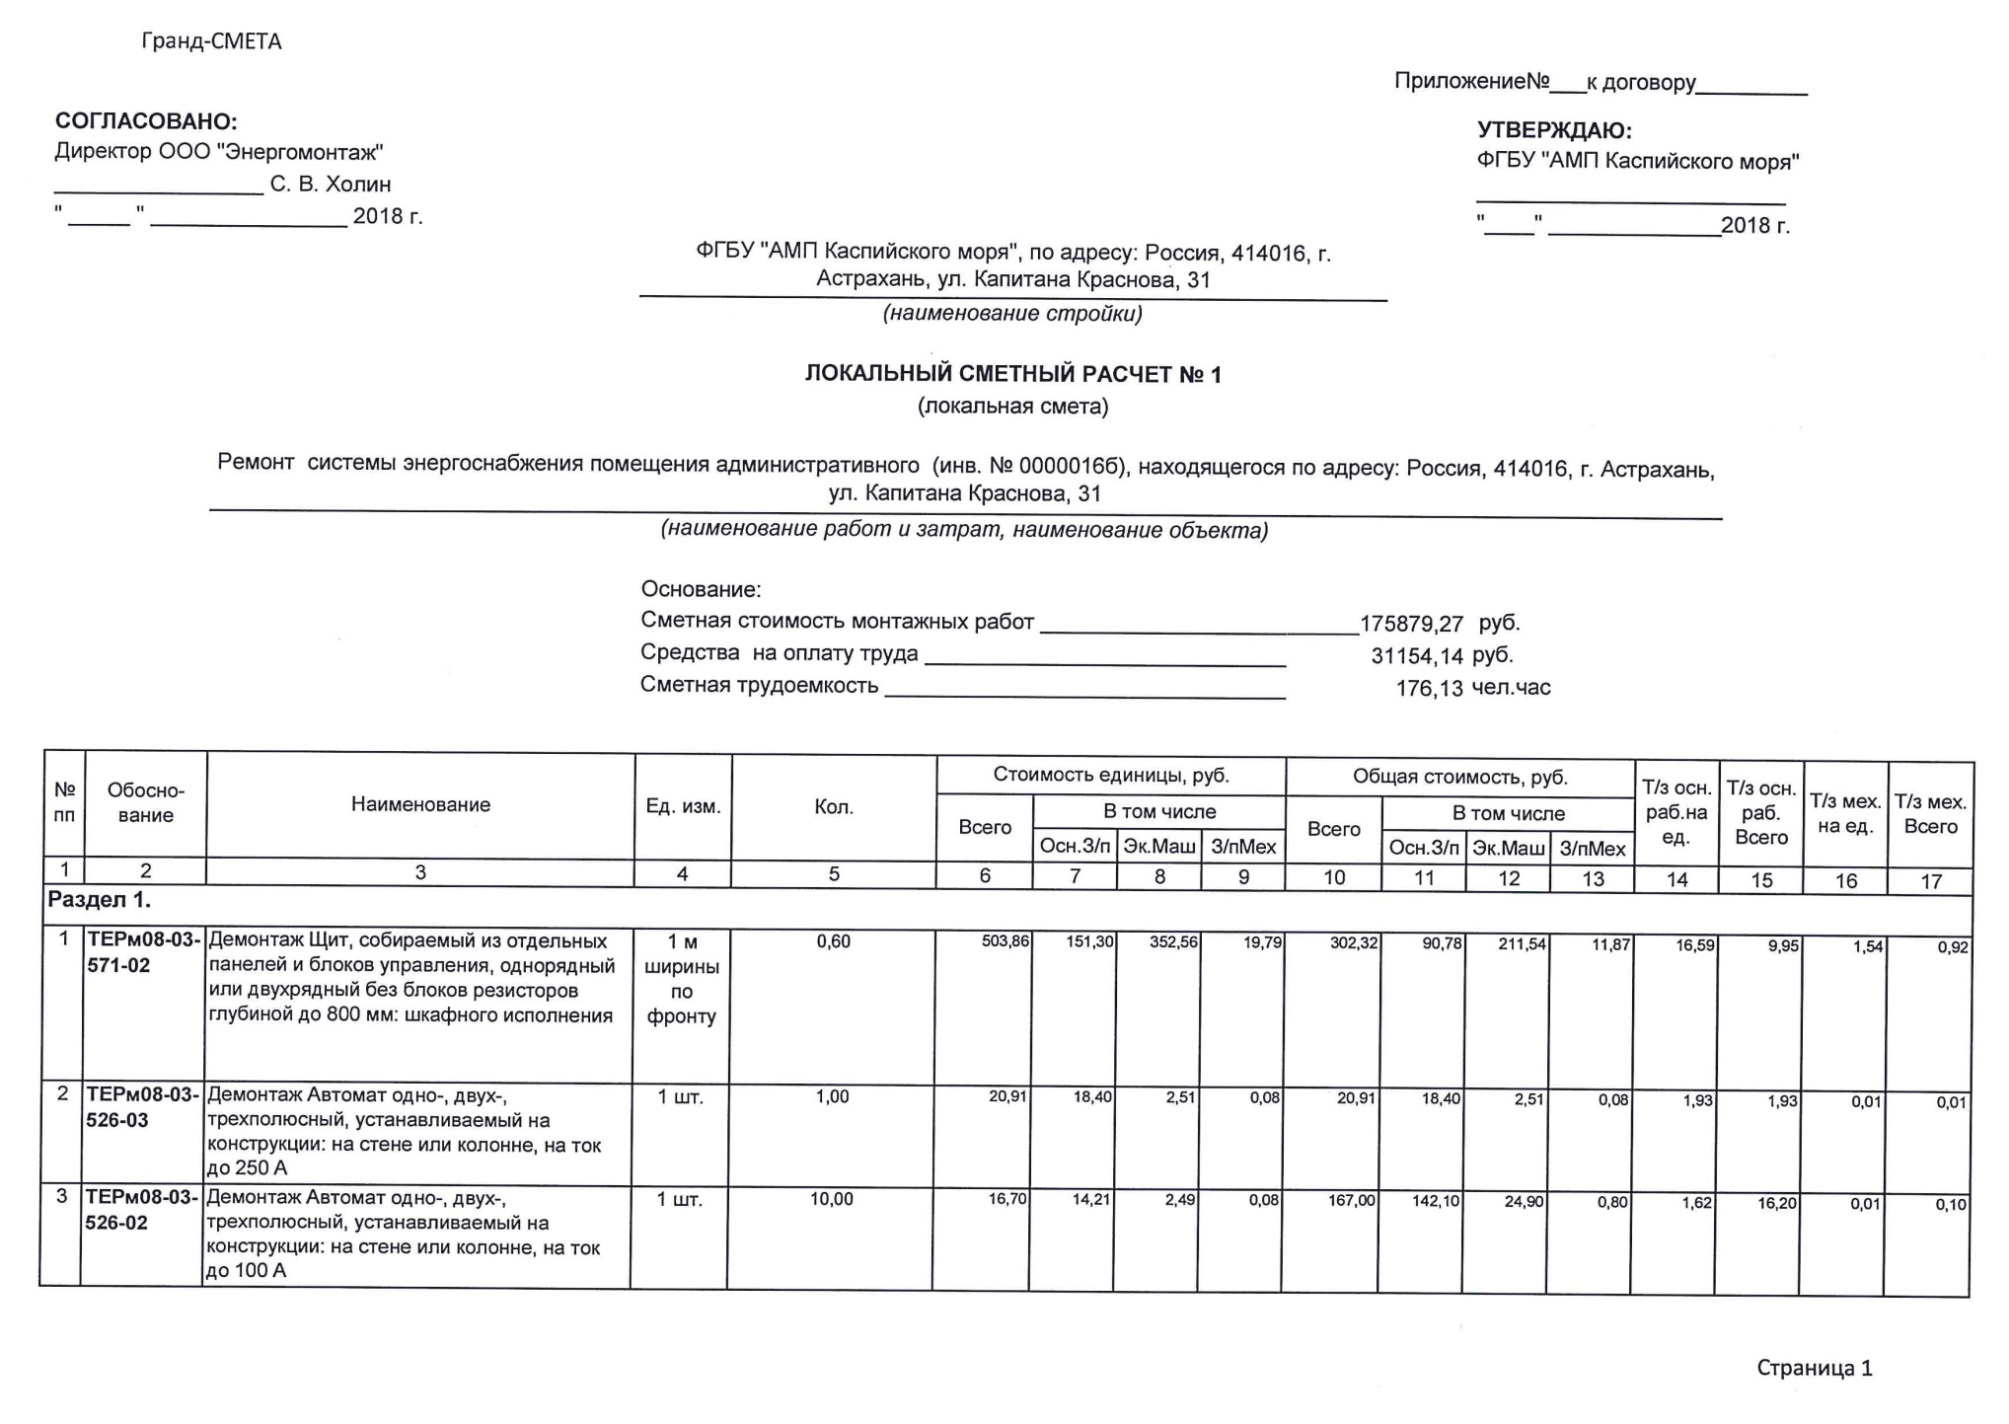 Гранд-СМЕТА
Приложение№___к договору_________
СОГЛАСОВАНО:
Директор ООО "Энергомонтаж"
_________________ С. В. Холин
" _____ " ________________ 2018 г.
УТВЕРЖДАЮ:
ФГБУ "АМП Каспийского моря"
_________________________
"____" ______________2018 г.
ФГБУ "АМП Каспийского моря", по адресу: Россия, 414016, г.
Астрахань, ул. Капитана Краснова, 31
(наименование стройки)
ЛОКАЛЬНЫЙ СМЕТНЫЙ РАСЧЕТ № 1
(локальная смета)
Ремонт системы энергоснабжения помещения административного (инв. № 0000016б), находящегося по адресу: Россия, 414016, г. Астрахань,
ул. Капитана Краснова, 31
(наименование работ и затрат, наименование объекта)
Основание:
Сметная стоимость монтажных работ __________________________175879,27 руб.
Средства на оплату труда _____________________________ 31154,14 руб.
Сметная трудоемкость ________________________________ 176,13 чел.час
№ пп
Обосно-
вание
Наименование
Ед. изм.
Кол.
Стоимость единицы, руб.
Всего
В том числе
Осн.З/п Эк.Маш З/пМех
Общая стоимость, руб.
Всего
В том числе
Осн.З/п Эк.Маш З/пМех
Т/з осн.
раб.на
ед.
Т/з осн.
раб.
Всего
Т/з мех.
на ед.
Т/з мех.
Всего
1 2 3 4 5 6 7 8 9 10 11 12 13 14 15 16 17
Раздел 1.
1 ТЕРм08-03- Демонтаж Щит, собираемый из отдельных 1 м 0,60 503,86 151,30 352,56 19,79 302,32 90,78 211,54 11,87 16,59 9,95 1,54 0,92
571-02 панелей и блоков управления, однорядный ширины
или двухрядный без блоков резисторов по
глубиной до 800 мм: шкафного исполнения фронту
2 ТЕРм08-03- Демонтаж Автомат одно-, двух-, 1 шт. 1,00 20,91 18,40 2,51 0,08 20,91 18,40 2,51 0,08 1,93 1,93 0,01 0,01
526-03 трехполюсный, устанавливаемый на
конструкции: на стене или колонне, на ток
до 250 А
3 ТЕРм08-03- Демонтаж Автомат одно-, двух-, 1 шт. 10,00 16,70 14,21 2,49 0,08 167,00 142,10 24,90 0,80 1,62 16,20 0,01 0,10
526-02 трехполюсный, устанавливаемый на
конструкции: на стене или колонне, на ток
до 100 А
Страница 1